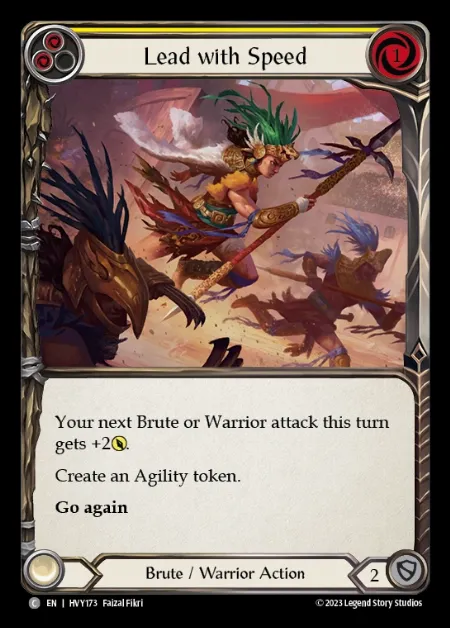 Lead with Speed
1
Your next Brute or Warrior attack this turn
gets +2.
Create an Agility token.
Go again
Brute / Warrior Action
2
C EN | HVY173 Faizal Fikri
© 2023 Legend Story Studios